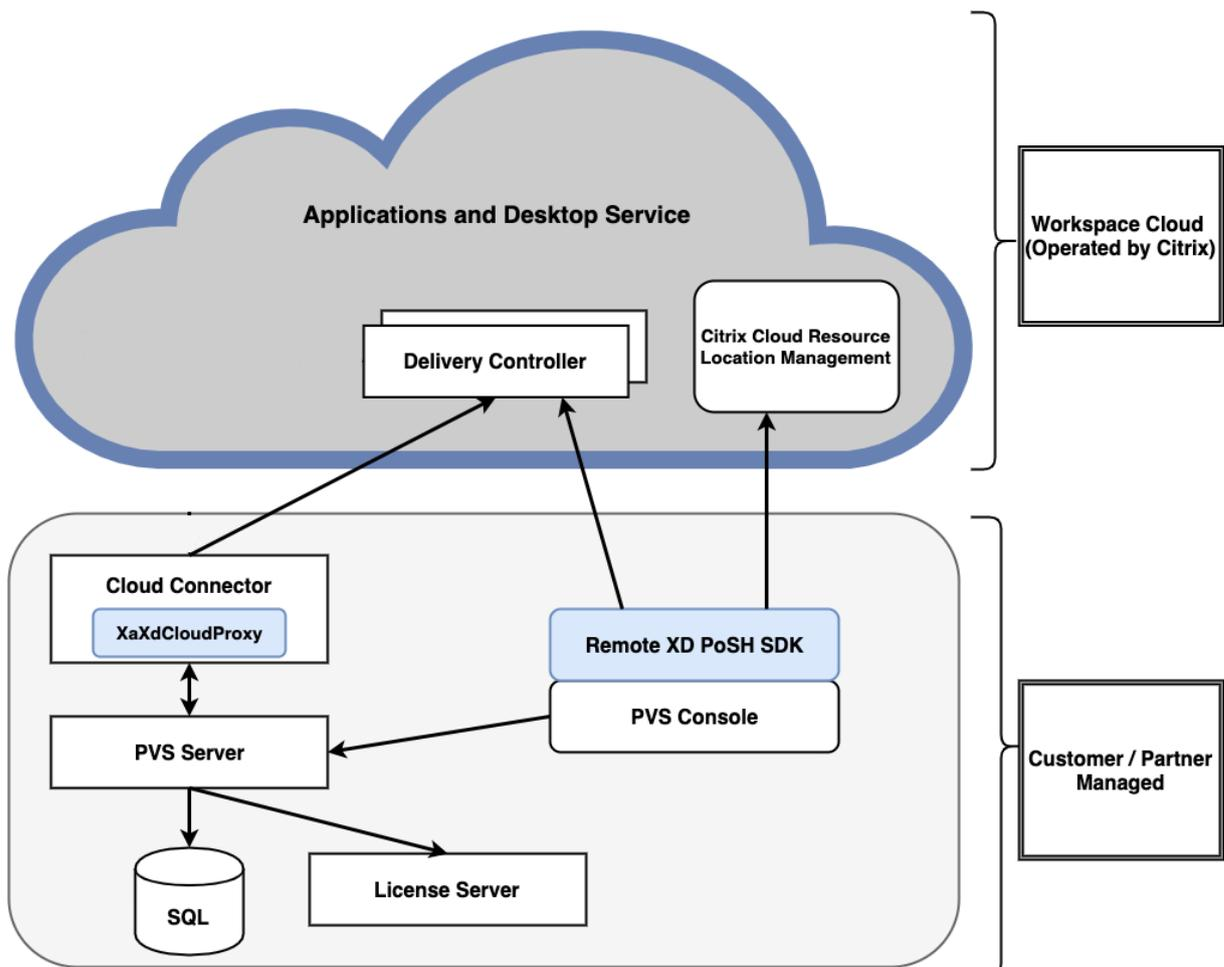 Applications and Desktop Service
Workspace Cloud
(Operated by Citrix)
Citrix Cloud Resource
Location Management
Delivery Controller
Cloud Connector
XaXdCloudProxy
Remote XD PoSH SDK
PVS Console
PVS Server
Customer / Partner
Managed
License Server
SQL